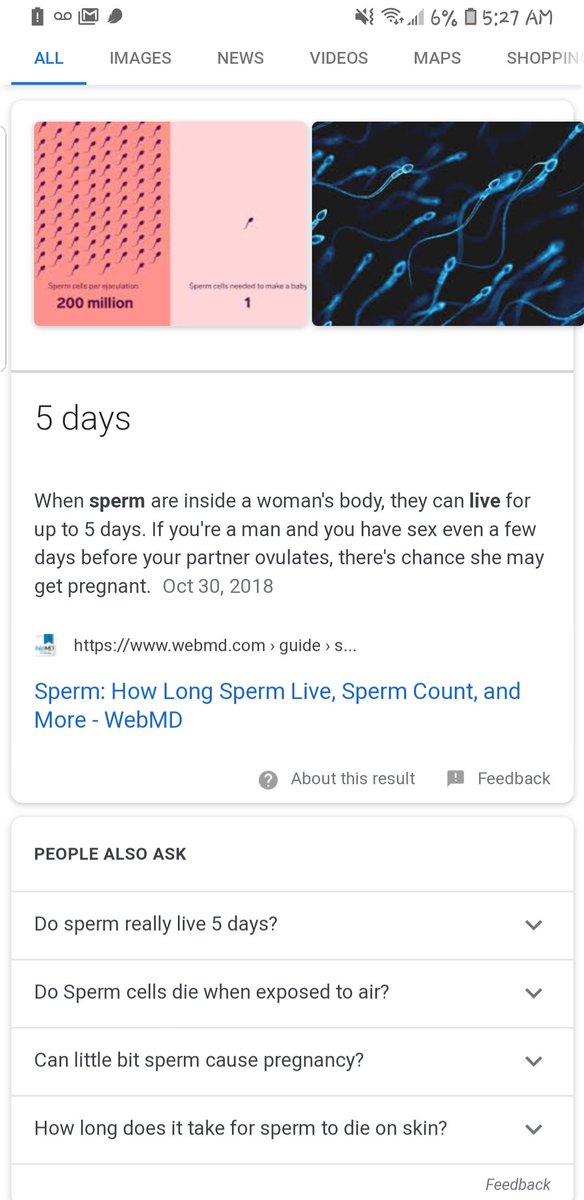 6% 5:27 AM
ALL IMAGES NEWS VIDEOS MAPS SHOPPIN
Sperm cells per ejaculation
200 million
Sperm cells needed to make a baby
1
5 days
When sperm are inside a woman's body, they can live for
up to 5 days. If you're a man and you have sex even a few
days before your partner ovulates, there's chance she may
get pregnant. Oct 30, 2018
https://www.webmd.com › guide › s...
Sperm: How Long Sperm Live, Sperm Count, and
More - WebMD
About this result Feedback
PEOPLE ALSO ASK
Do sperm really live 5 days?
Do Sperm cells die when exposed to air?
Can little bit sperm cause pregnancy?
How long does it take for sperm to die on skin?
Feedback